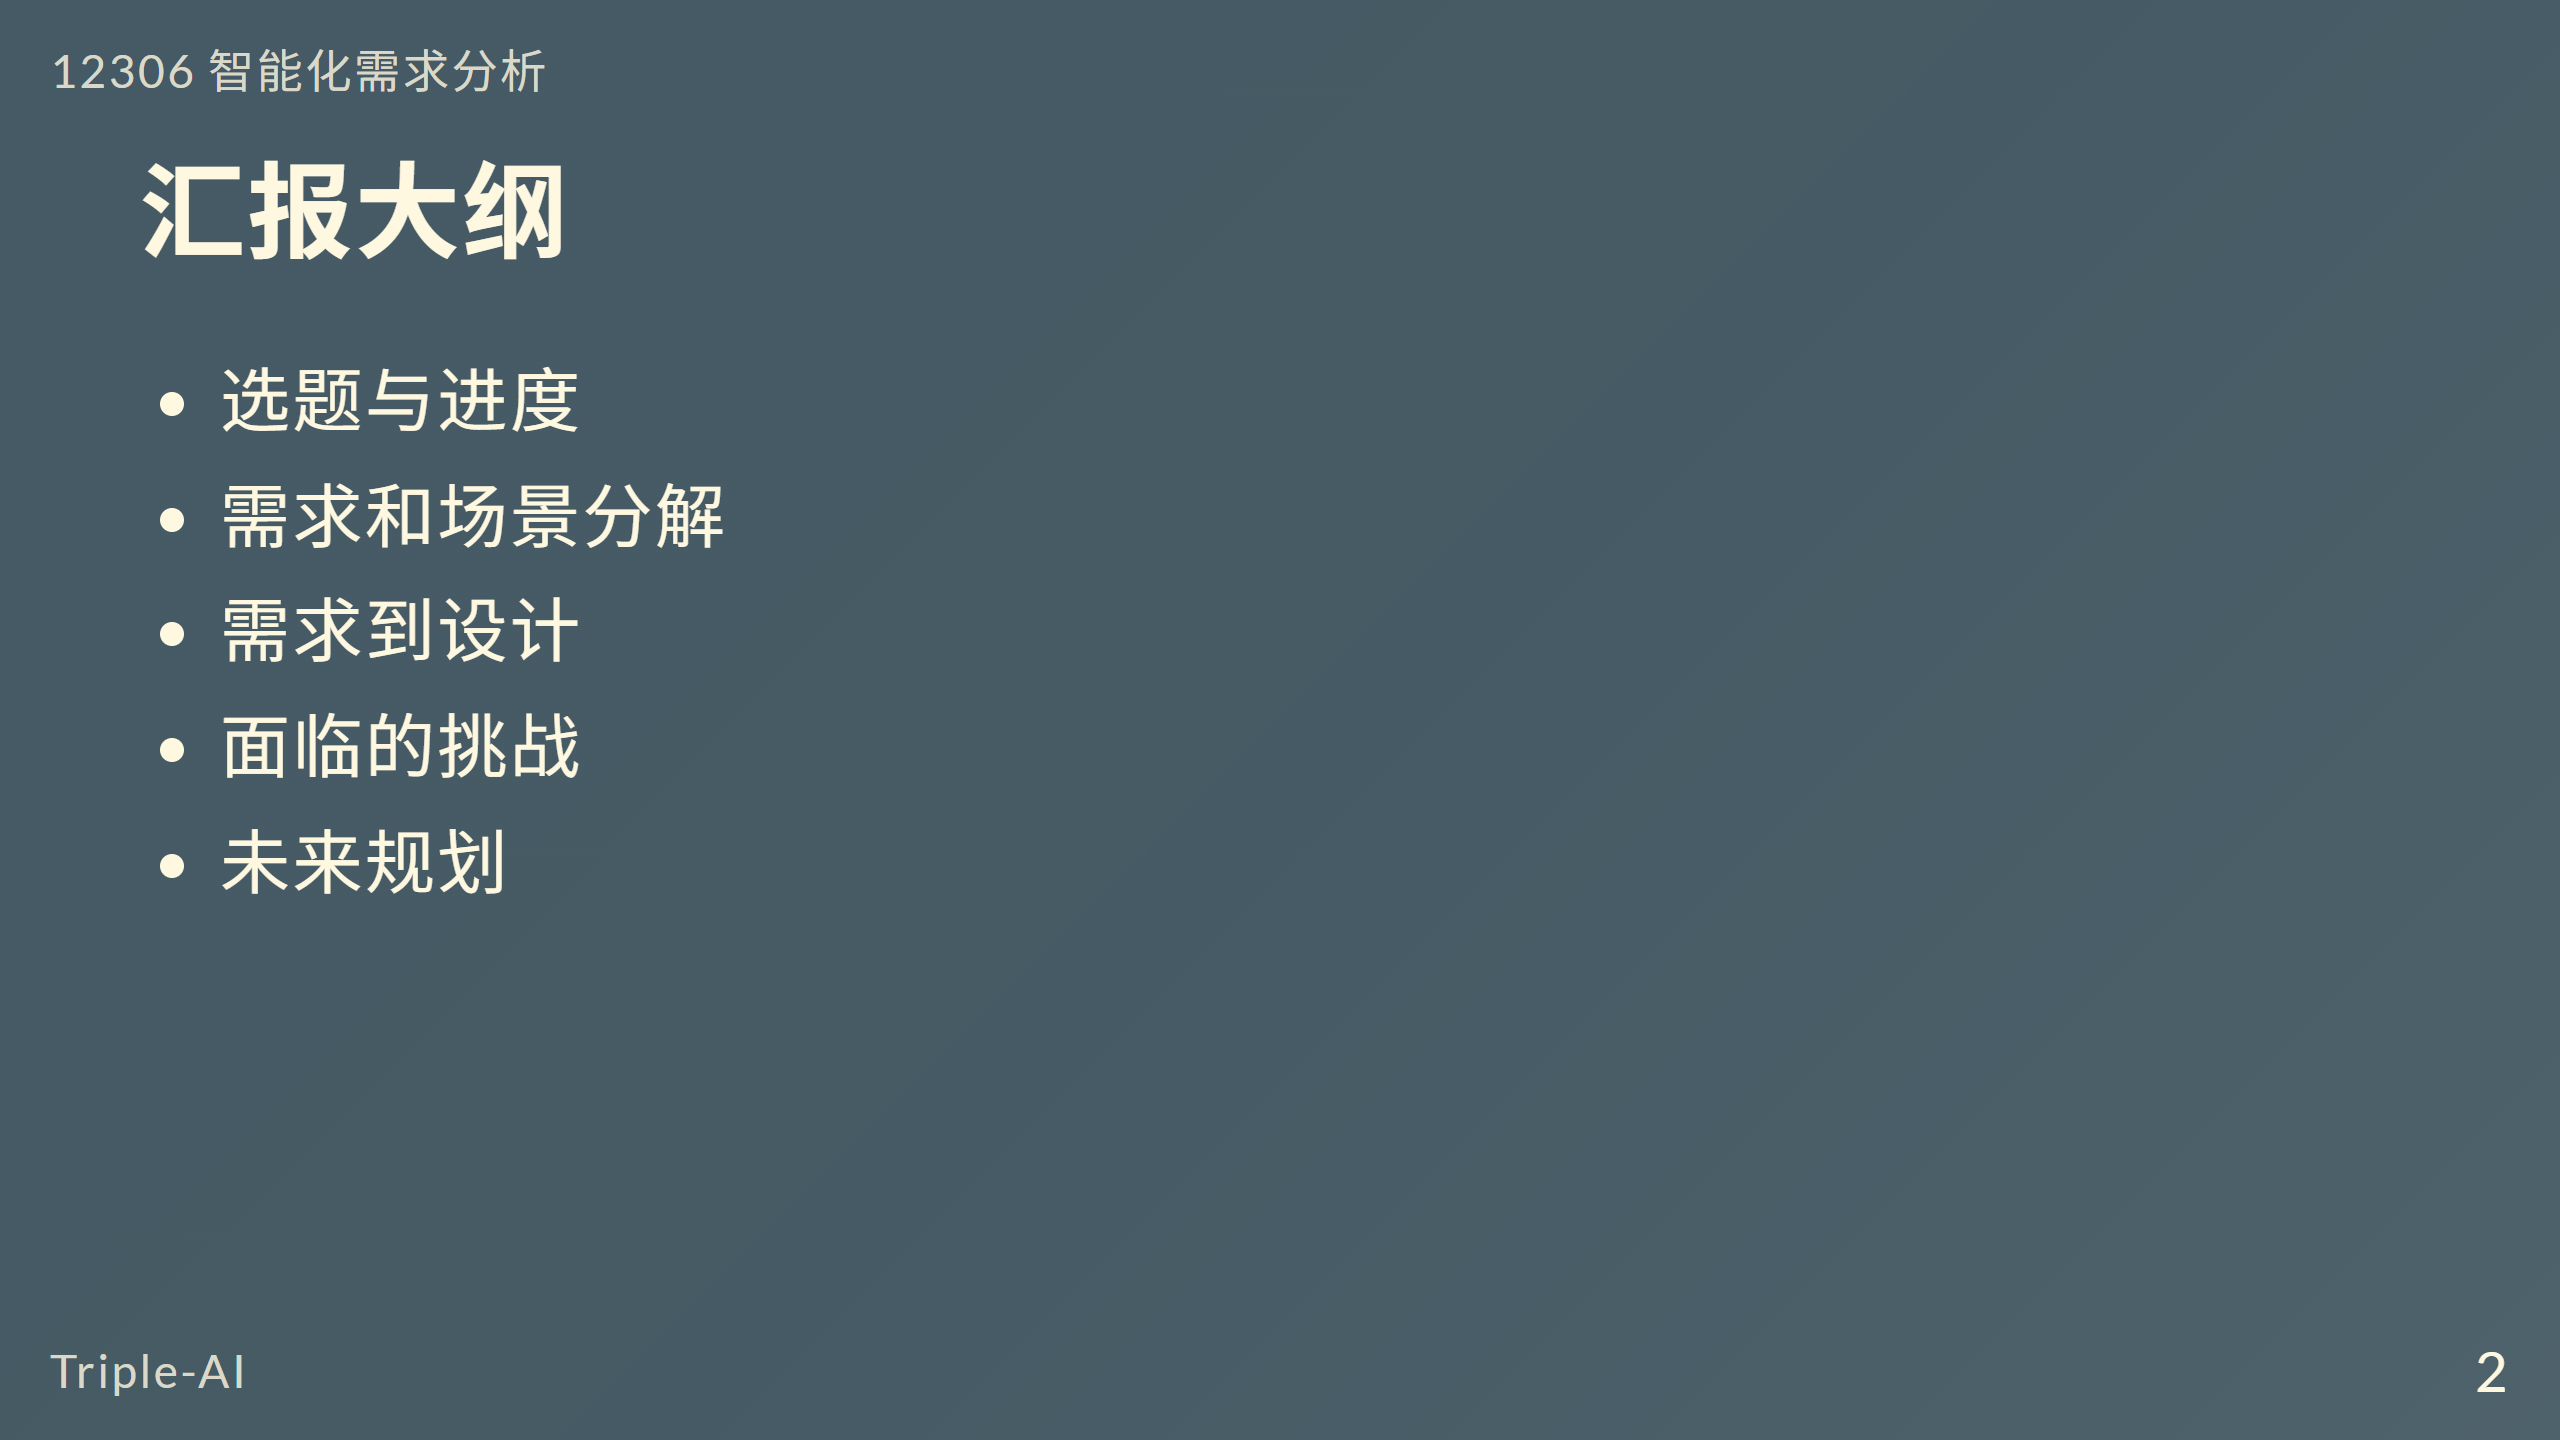 12306 智能化需求分析
汇报大纲
• 选题与进度
• 需求和场景分解
• 需求到设计
• 面临的挑战
• 未来规划
Triple-AI
2